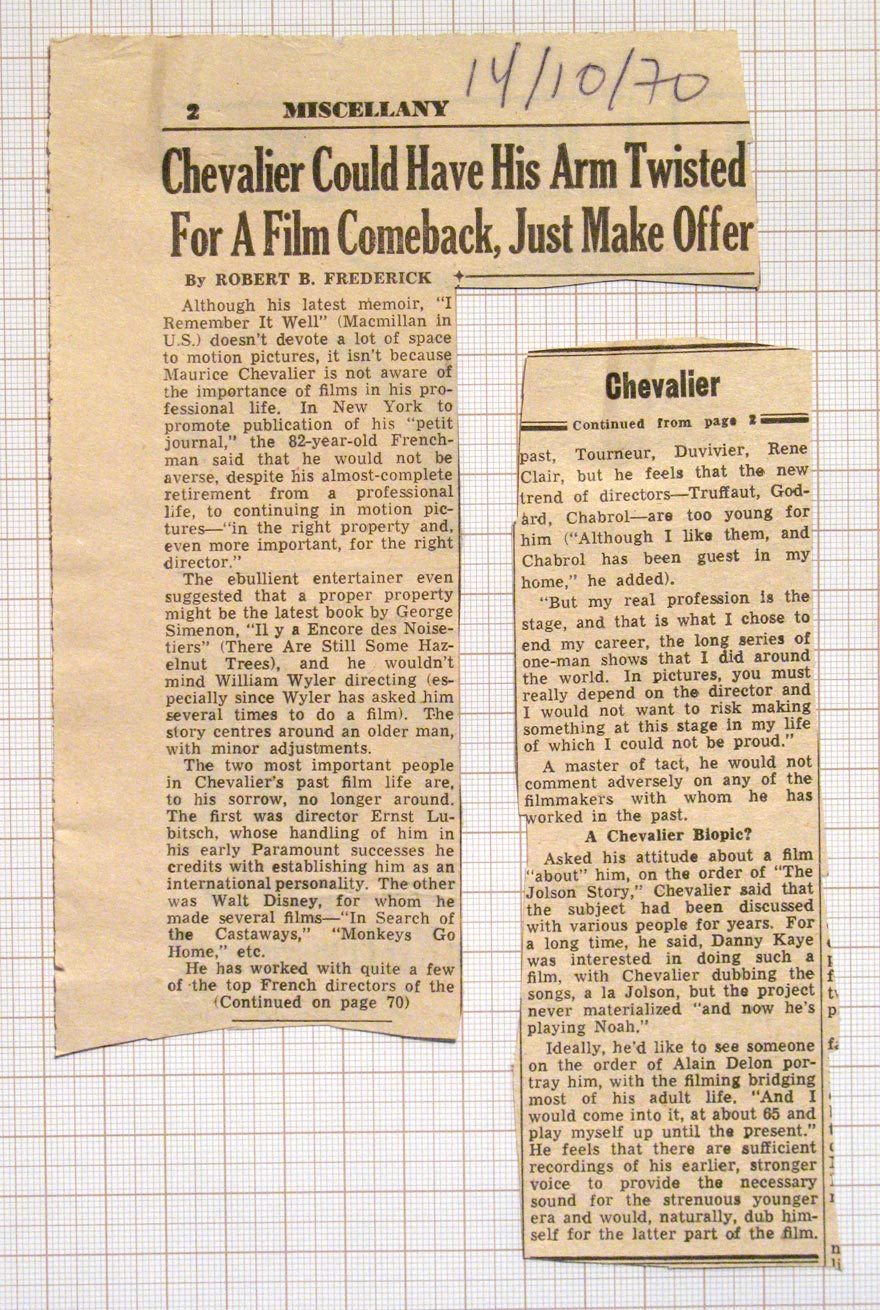 14/10/70
2 MISCELLANY
Chevalier Could Have His Arm Twisted
For A Film Comeback, Just Make Offer
By ROBERT B. FREDERICK
Although his latest memoir, “I
Remember It Well” (Macmillan in
U.S.) doesn’t devote a lot of space
to motion pictures, it isn’t because
Maurice Chevalier is not aware of
the importance of films in his pro-
fessional life. In New York to
promote publication of his “petit
journal,” the 82-year-old French-
man said that he would not be
averse, despite his almost-complete
retirement from a professional
life, to continuing in motion pic-
tures—“in the right property and,
even more important, for the right
director.”
The ebullient entertainer even
suggested that a proper property
might be the latest book by George
Simenon, “Il y a Encore des Noise-
tiers” (There Are Still Some Haz-
elnut Trees), and he wouldn’t
mind William Wyler directing (es-
pecially since Wyler has asked him
several times to do a film). The
story centres around an older man,
with minor adjustments.
The two most important people
in Chevalier’s past film life are,
to his sorrow, no longer around.
The first was director Ernst Lu-
bitsch, whose handling of him in
his early Paramount successes he
credits with establishing him as an
international personality. The other
was Walt Disney, for whom he
made several films—“In Search of
the Castaways,” “Monkeys Go
Home,” etc.
He has worked with quite a few
of the top French directors of the
(Continued on page 70)
Chevalier
Continued from page 2
past, Tourneur, Duvivier, Rene
Clair, but he feels that the new
trend of directors—Truffaut, God-
ard, Chabrol—are too young for
him (“Although I like them, and
Chabrol has been guest in my
home,” he added).
“But my real profession is the
stage, and that is what I chose to
end my career, the long series of
one-man shows that I did around
the world. In pictures, you must
really depend on the director and
I would not want to risk making
something at this stage in my life
of which I could not be proud.”
A master of tact, he would not
comment adversely on any of the
filmmakers with whom he has
worked in the past.
A Chevalier Biopic?
Asked his attitude about a film
“about” him, on the order of “The
Jolson Story,” Chevalier said that
the subject had been discussed
with various people for years. For
a long time, he said, Danny Kaye
was interested in doing such a
film, with Chevalier dubbing the
songs, a la Jolson, but the project
never materialized “and now he’s
playing Noah.”
Ideally, he’d like to see someone
on the order of Alain Delon por-
tray him, with the filming bridging
most of his adult life. “And I
would come into it, at about 65 and
play myself up until the present.”
He feels that there are sufficient
recordings of his earlier, stronger
voice to provide the necessary
sound for the strenuous younger
era and would, naturally, dub him-
self for the latter part of the film.